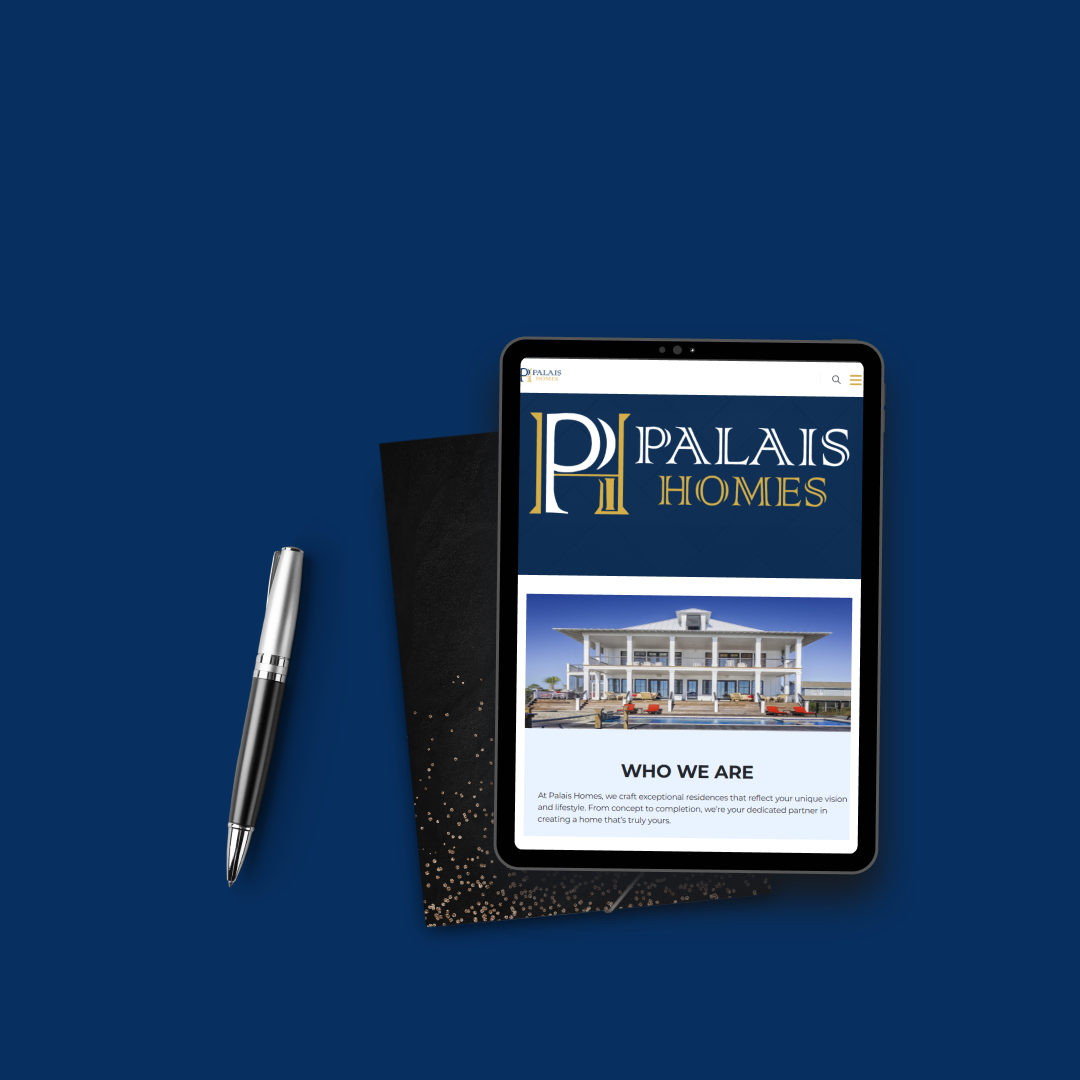 PALAIS
HOMES
PALAIS
HOMES
WHO WE ARE
At Palais Homes, we craft exceptional residences that reflect your unique vision
and lifestyle. From concept to completion, we're your dedicated partner in
creating a home that's truly yours.